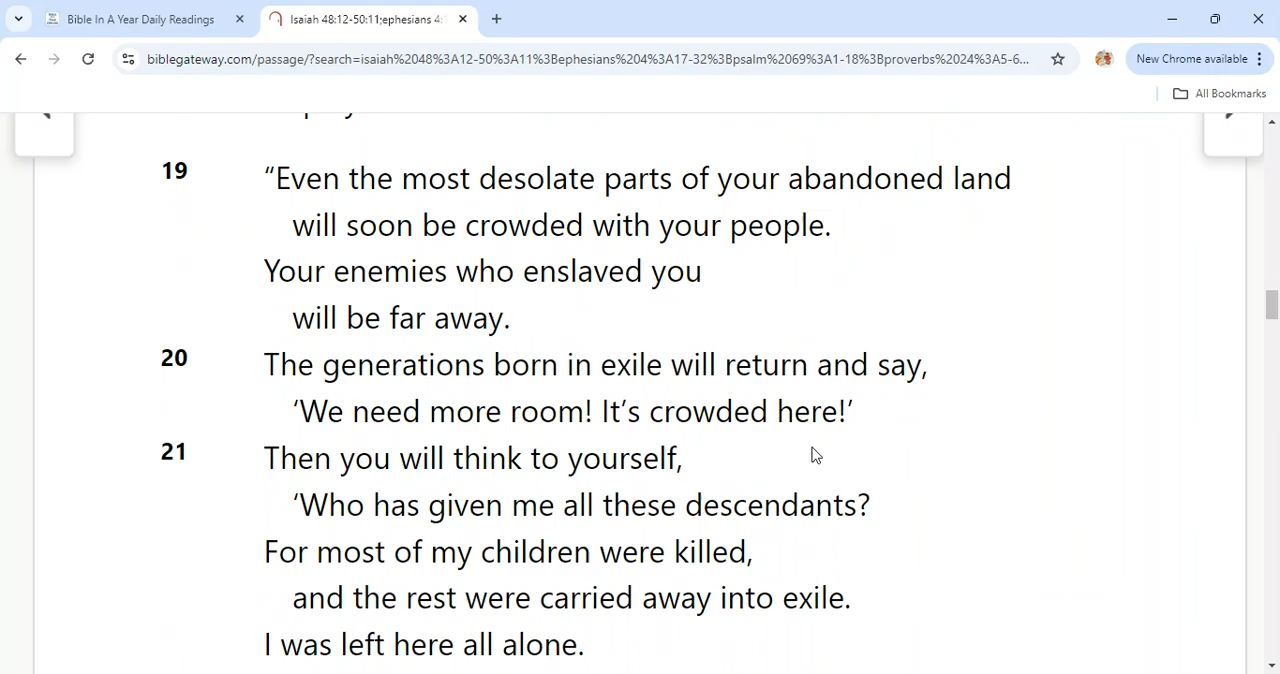 Bible In A Year Daily Readings
Isaiah 48:12-50:11;ephesians 4:
New Chrome available
biblegateway.com/passage/?search=isaiah%2048%3A12-50%3A11%3Bephesians%204%3A17-32%3Bpsalm%2069%3A1-18%3Bproverbs%2024%3A5-6...
All Bookmarks
19 “Even the most desolate parts of your abandoned land
will soon be crowded with your people.
Your enemies who enslaved you
will be far away.
20 The generations born in exile will return and say,
‘We need more room! It’s crowded here!’
21 Then you will think to yourself,
‘Who has given me all these descendants?
For most of my children were killed,
and the rest were carried away into exile.
I was left here all alone.